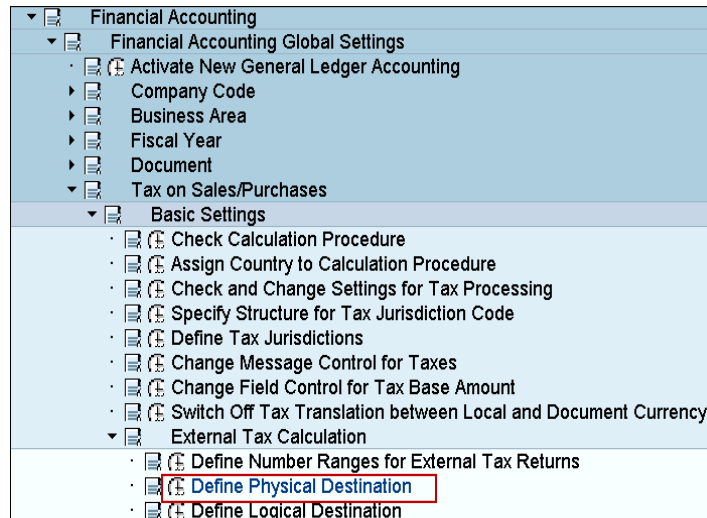 Financial Accounting
Financial Accounting Global Settings
Activate New General Ledger Accounting
Company Code
Business Area
Fiscal Year
Document
Tax on Sales/Purchases
Basic Settings
Check Calculation Procedure
Assign Country to Calculation Procedure
Check and Change Settings for Tax Processing
Specify Structure for Tax Jurisdiction Code
Define Tax Jurisdictions
Change Message Control for Taxes
Change Field Control for Tax Base Amount
Switch Off Tax Translation between Local and Document Currency
External Tax Calculation
Define Number Ranges for External Tax Returns
Define Physical Destination
Define Logical Destination